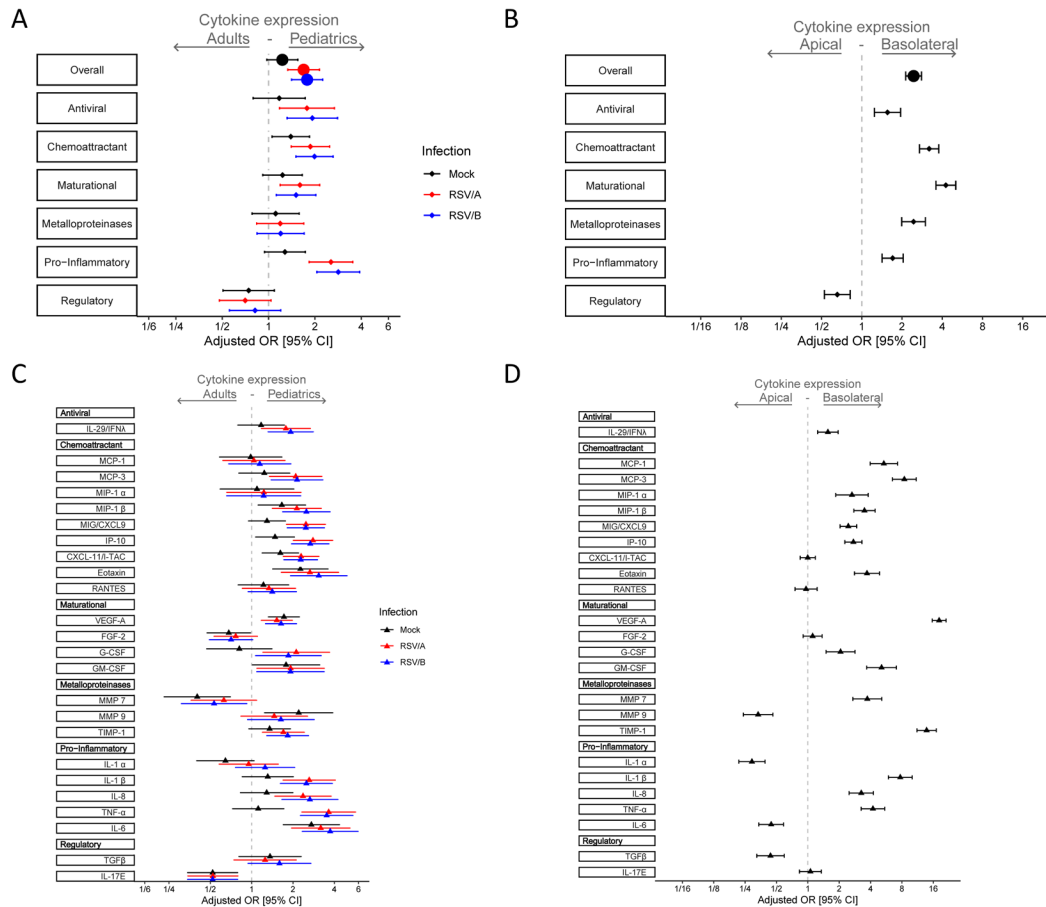 A
Cytokine expression
Adults - Pediatrics
Overall
Antiviral
Chemoattractant
Maturational
Metalloproteinases
Pro-Inflammatory
Regulatory
1/6 1/4 1/2 1 2 4 6
Adjusted OR [95% CI]
Infection
Mock
RSV/A
RSV/B
B
Cytokine expression
Apical - Basolateral
Overall
Antiviral
Chemoattractant
Maturational
Metalloproteinases
Pro-Inflammatory
Regulatory
1/16 1/8 1/4 1/2 1 2 4 8 16
Adjusted OR [95% CI]
C
Cytokine expression
Adults - Pediatrics
Antiviral
IL-29/IFNλ
Chemoattractant
MCP-1
MCP-3
MIP-1 α
MIP-1 β
MIG/CXCL9
IP-10
CXCL-11/I-TAC
Eotaxin
RANTES
Maturational
VEGF-A
FGF-2
G-CSF
GM-CSF
Metalloproteinases
MMP 7
MMP 9
TIMP-1
Pro-Inflammatory
IL-1 α
IL-1 β
IL-8
TNF-α
IL-6
Regulatory
TGFβ
IL-17E
1/6 1/4 1/2 1 2 4 6
Adjusted OR [95% CI]
Infection
Mock
RSV/A
RSV/B
D
Cytokine expression
Apical - Basolateral
Antiviral
IL-29/IFNλ
Chemoattractant
MCP-1
MCP-3
MIP-1 α
MIP-1 β
MIG/CXCL9
IP-10
CXCL-11/I-TAC
Eotaxin
RANTES
Maturational
VEGF-A
FGF-2
G-CSF
GM-CSF
Metalloproteinases
MMP 7
MMP 9
TIMP-1
Pro-Inflammatory
IL-1 α
IL-1 β
IL-8
TNF-α
IL-6
Regulatory
TGFβ
IL-17E
1/16 1/8 1/4 1/2 1 2 4 8 16
Adjusted OR [95% CI]